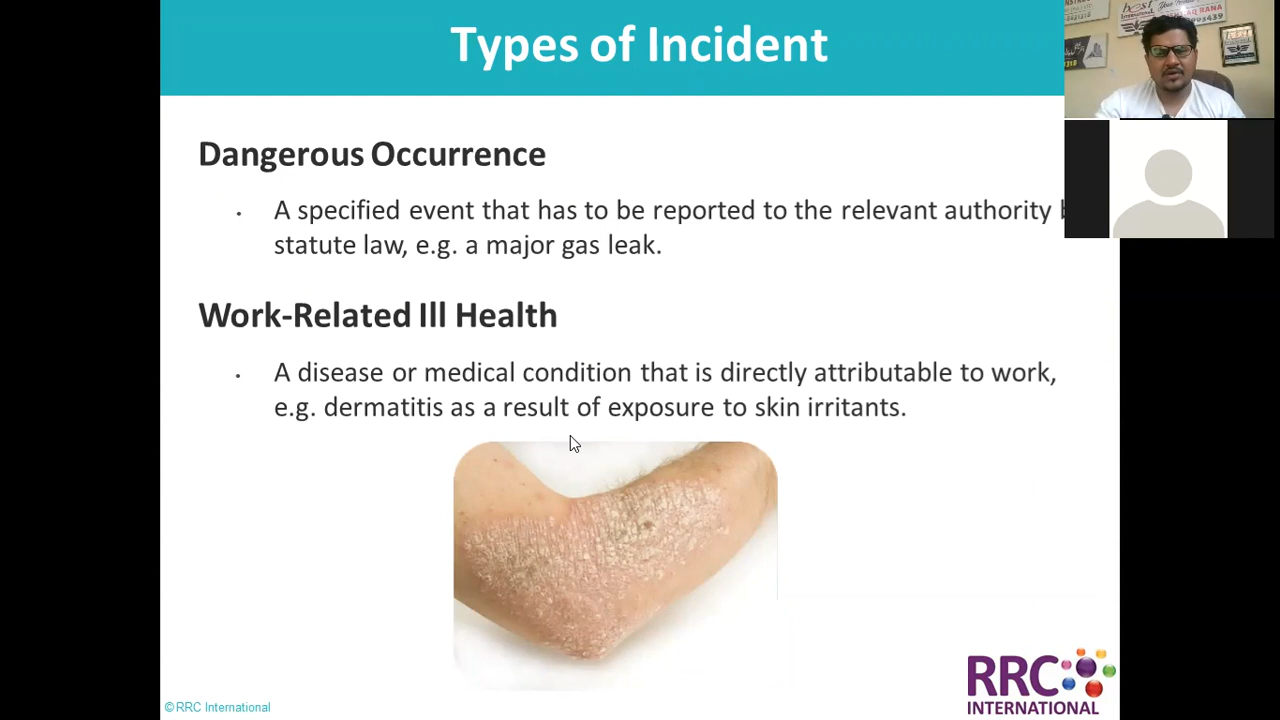 Types of Incident
Dangerous Occurrence
• A specified event that has to be reported to the relevant authority
statute law, e.g. a major gas leak.
Work-Related Ill Health
• A disease or medical condition that is directly attributable to work,
e.g. dermatitis as a result of exposure to skin irritants.
© RRC International
RRC
INTERNATIONAL
best
RANA